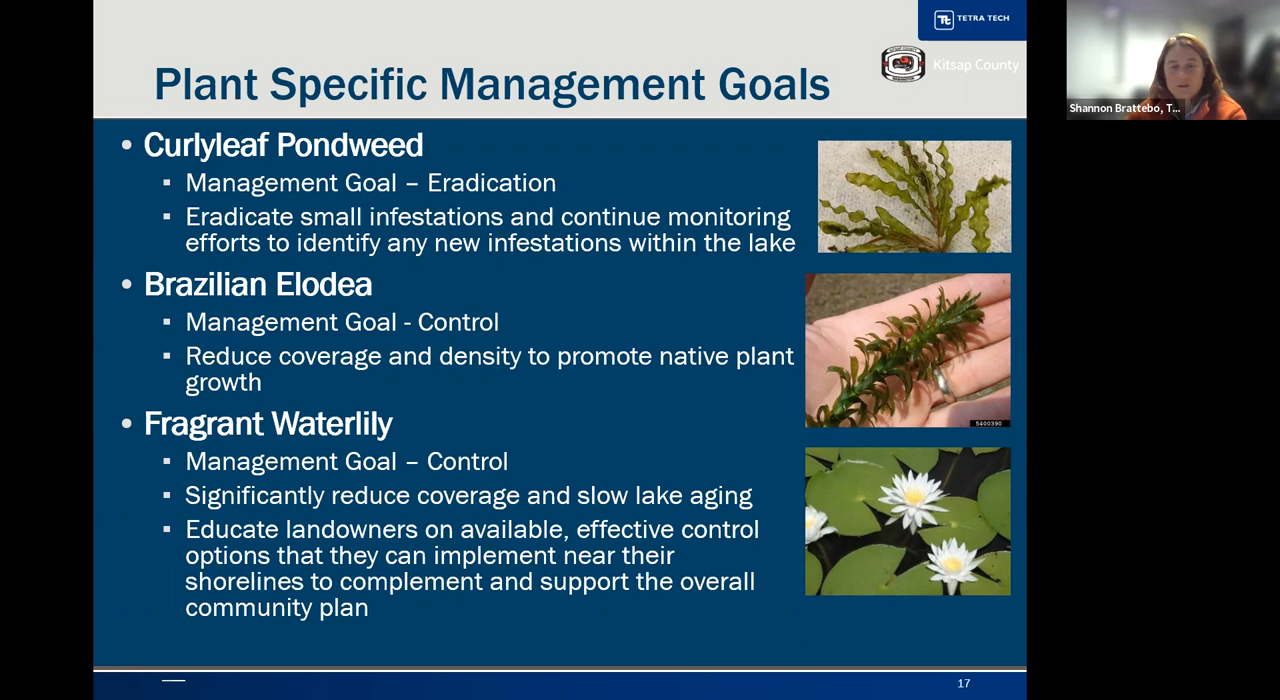 TETRA TECH
Kitsap County
Plant Specific Management Goals
• Curlyleaf Pondweed
▪ Management Goal – Eradication
▪ Eradicate small infestations and continue monitoring
efforts to identify any new infestations within the lake
• Brazilian Elodea
▪ Management Goal - Control
▪ Reduce coverage and density to promote native plant
growth
• Fragrant Waterlily
▪ Management Goal – Control
▪ Significantly reduce coverage and slow lake aging
▪ Educate landowners on available, effective control
options that they can implement near their
shorelines to complement and support the overall
community plan
5400390
17
Shannon Brattebo, T...